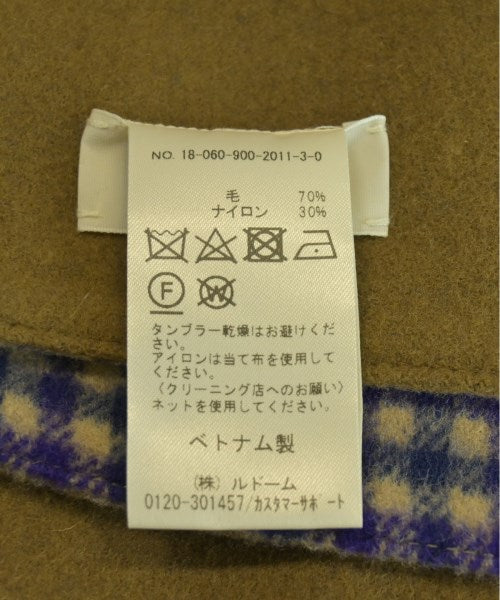 NO. 18-060-900-2011-3-0
毛 70%
ナイロン 30%
F W
タンブラー乾燥はお避けくだ
さい。
アイロンは当て布を使用して
ください。
〈クリーニング店へのお願い〉
ネットを使用してください。
ベトナム製
(株) ルドーム
0120-301457/カスタマーサポート